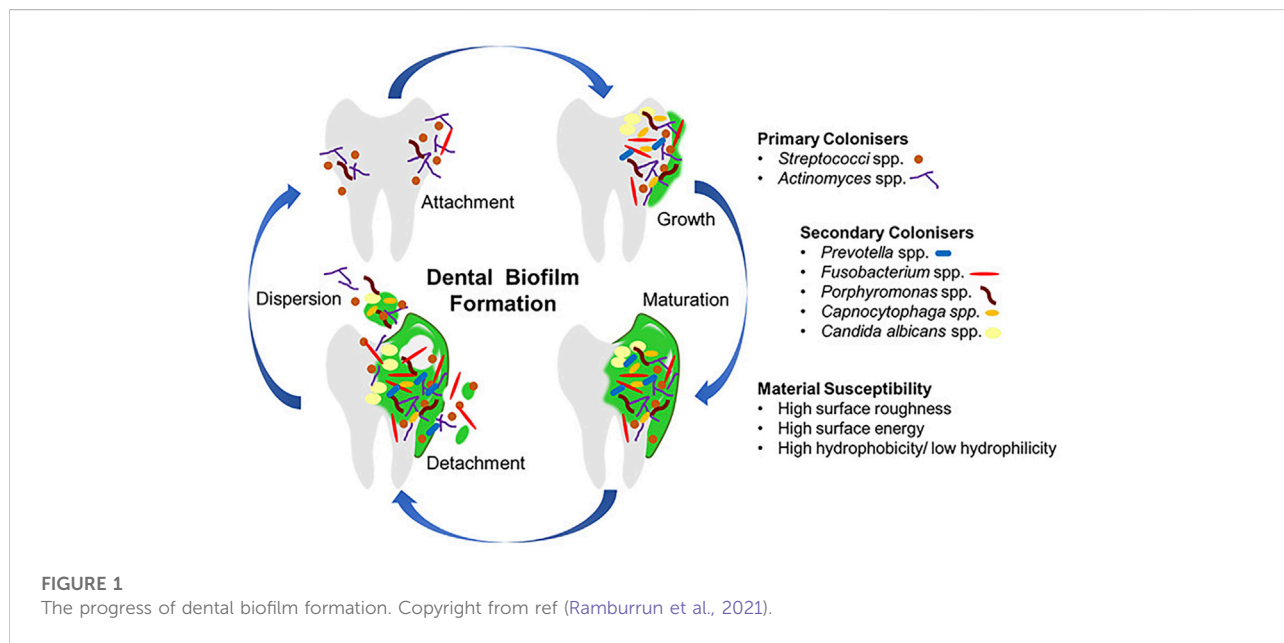 Attachment
Growth
Primary Colonisers
• Streptococci spp.
• Actinomyces spp.
Secondary Colonisers
• Prevotella spp.
• Fusobacterium spp.
• Porphyromonas spp.
• Capnocytophaga spp.
• Candida albicans spp.
Dental Biofilm
Formation
Dispersion
Maturation
Detachment
Material Susceptibility
• High surface roughness
• High surface energy
• High hydrophobicity/ low hydrophilicity
FIGURE 1
The progress of dental biofilm formation. Copyright from ref (Ramburrun et al., 2021).